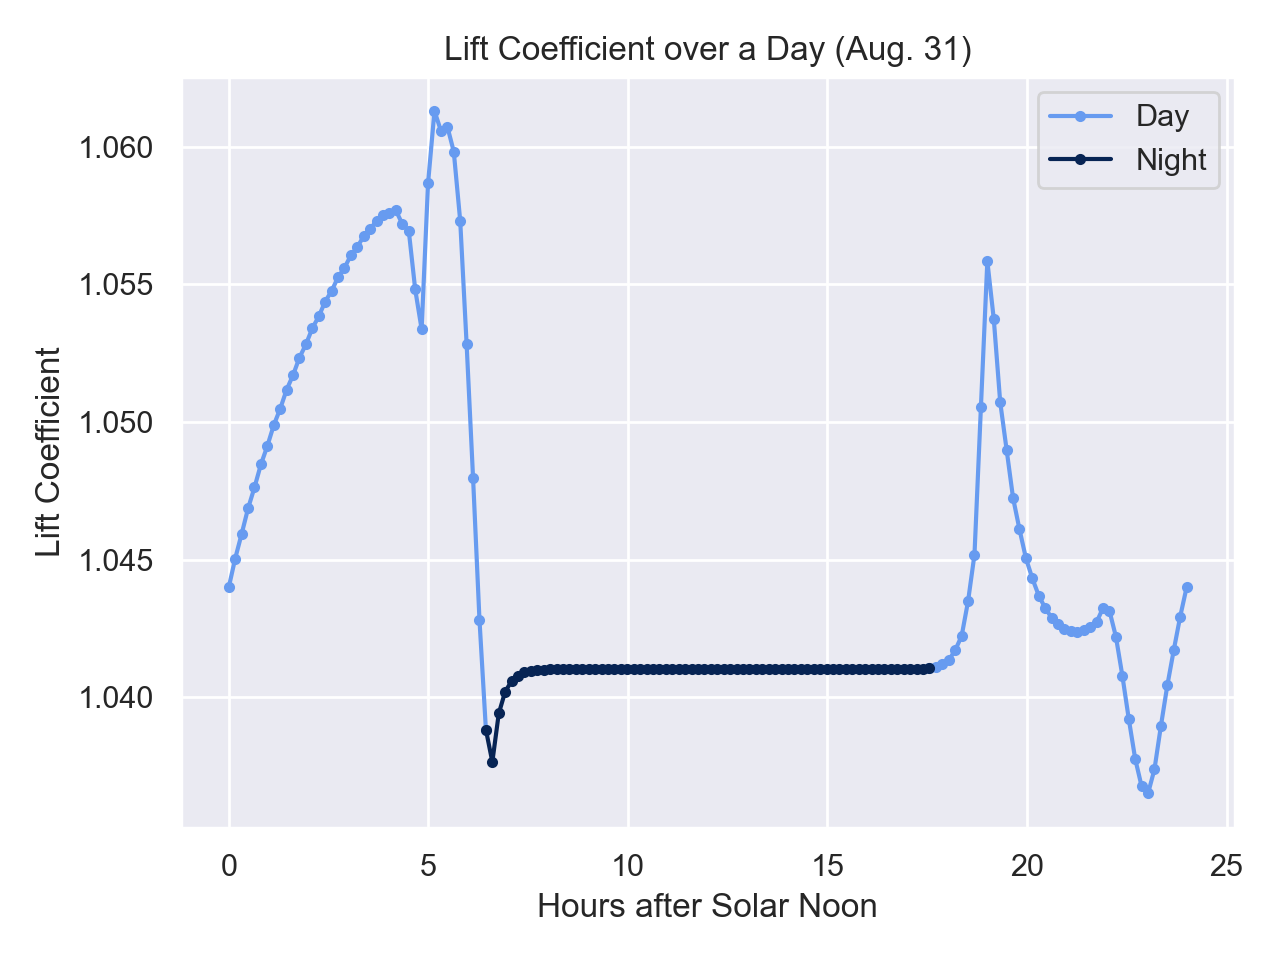 Lift Coefficient over a Day (Aug. 31)
Day
Night
1.060
1.055
1.050
1.045
1.040
Lift Coefficient
0 5 10 15 20 25
Hours after Solar Noon